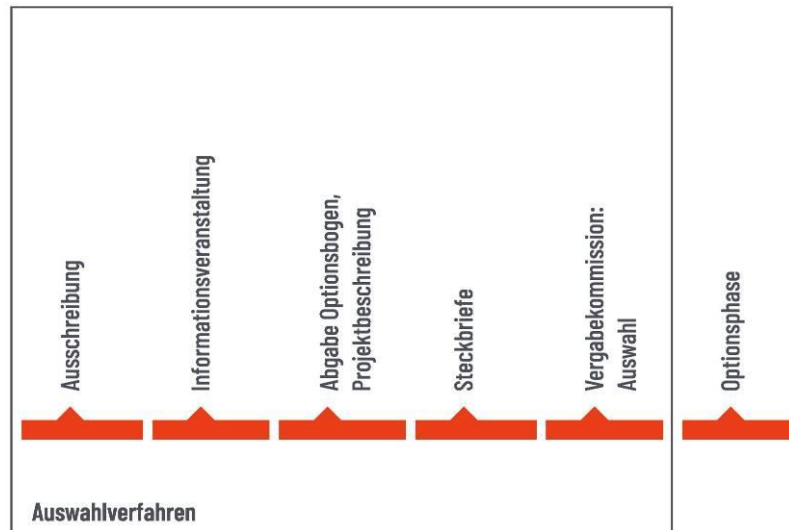 Ausschreibung
Informationsveranstaltung
Abgabe Optionsbogen,
Projektbeschreibung
Steckbriefe
Vergabekommission:
Auswahl
Optionsphase
Auswahlverfahren